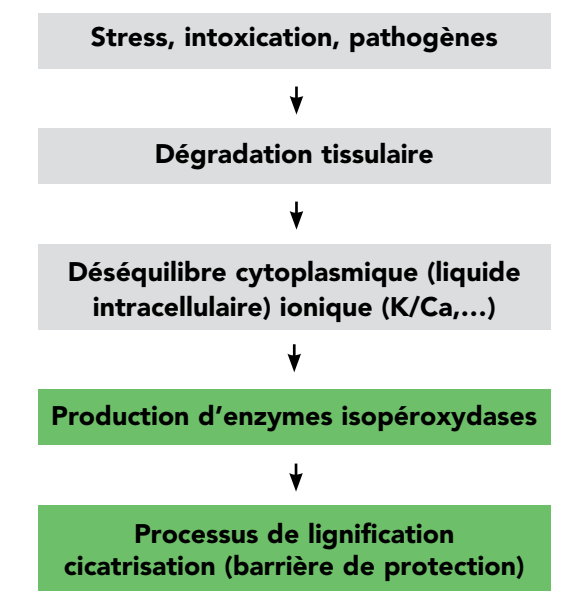 Stress, intoxication, pathogènes
Dégradation tissulaire
Déséquilibre cytoplasmique (liquide
intracellulaire) ionique (K/Ca,...)
Production d’enzymes isopéroxydases
Processus de lignification
cicatrisation (barrière de protection)